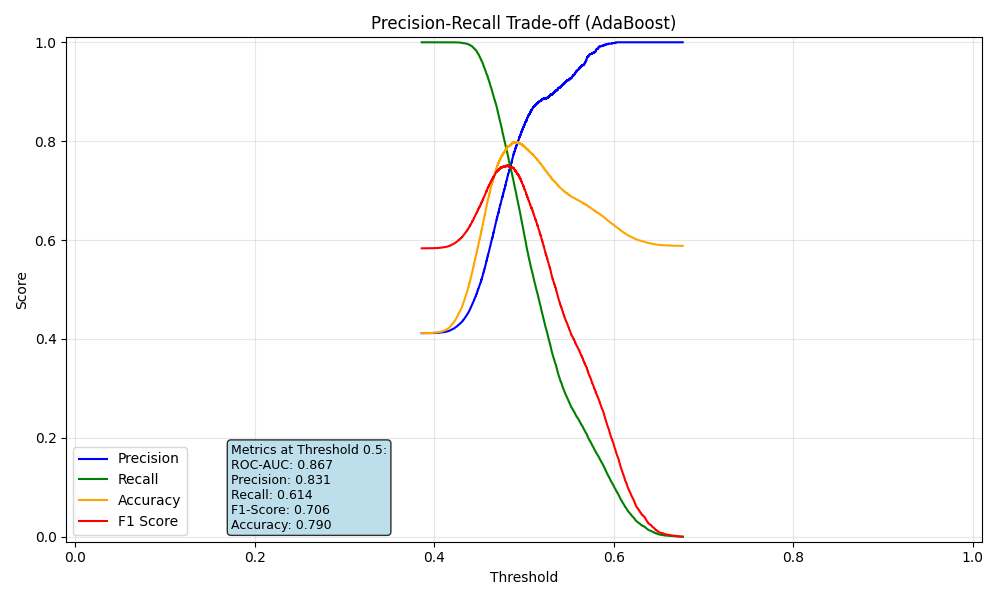 Precision-Recall Trade-off (AdaBoost)
1.0
0.8
0.6
0.4
0.2
0.0
Score
Precision
Recall
Accuracy
F1 Score
Metrics at Threshold 0.5:
ROC-AUC: 0.867
Precision: 0.831
Recall: 0.614
F1-Score: 0.706
Accuracy: 0.790
0.0 0.2 0.4 0.6 0.8 1.0
Threshold